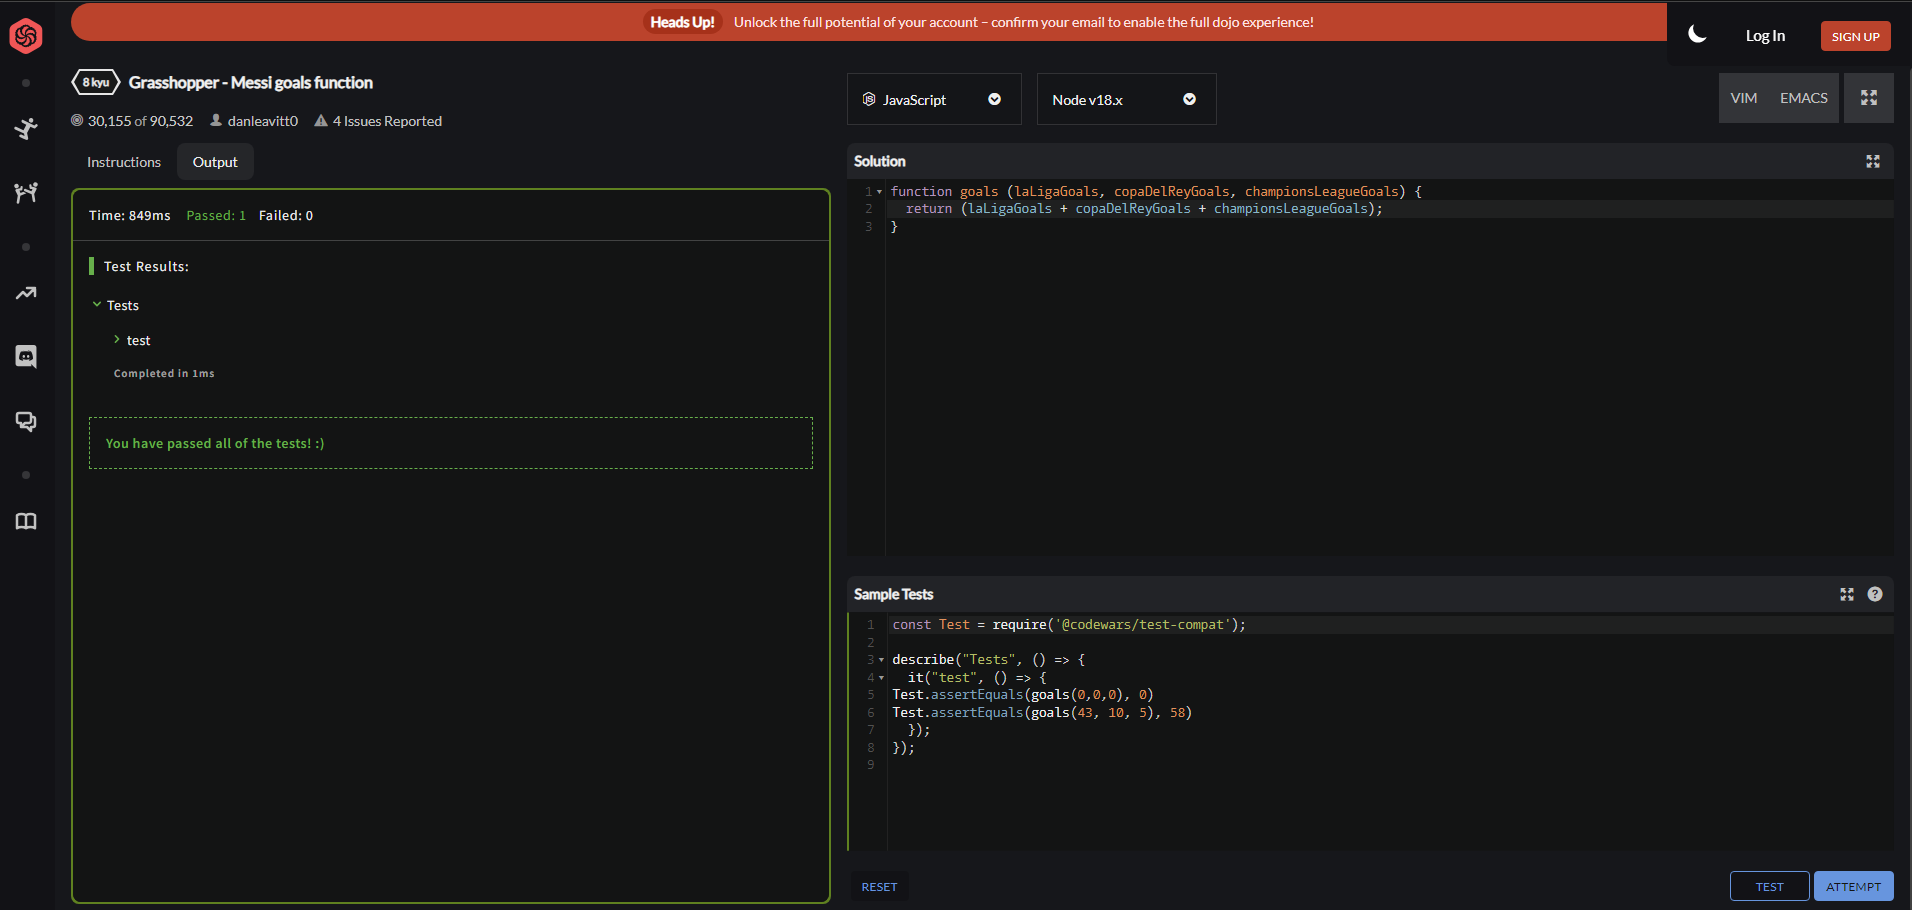 Heads Up! Unlock the full potential of your account – confirm your email to enable the full dojo experience!
Log In
SIGN UP
8 kyu Grasshopper - Messi goals function
30,155 of 90,532 danleavitt0 4 Issues Reported
JavaScript
Node v18.x
VIM EMACS
Instructions Output
Time: 849ms Passed: 1 Failed: 0
Test Results:
Tests
test
Completed in 1ms
You have passed all of the tests! :)
Solution
1 function goals (laLigaGoals, copaDelReyGoals, championsLeagueGoals) {
2   return (laLigaGoals + copaDelReyGoals + championsLeagueGoals);
3 }
Sample Tests
?
1 const Test = require('@codewars/test-compat');
2
3 describe("Tests", () => {
4   it("test", () => {
5 Test.assertEquals(goals(0,0,0), 0)
6 Test.assertEquals(goals(43, 10, 5), 58)
7   });
8 });
9
RESET
TEST
ATTEMPT